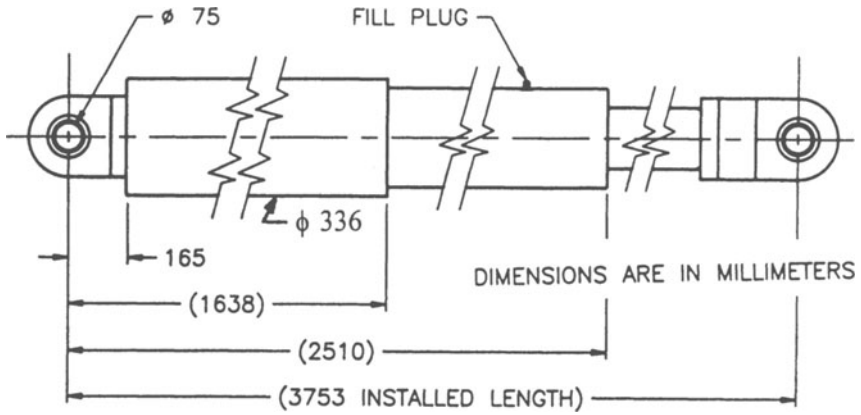 ø 75
FILL PLUG
ϕ 336
165
DIMENSIONS ARE IN MILLIMETERS
(1638)
(2510)
(3753 INSTALLED LENGTH)